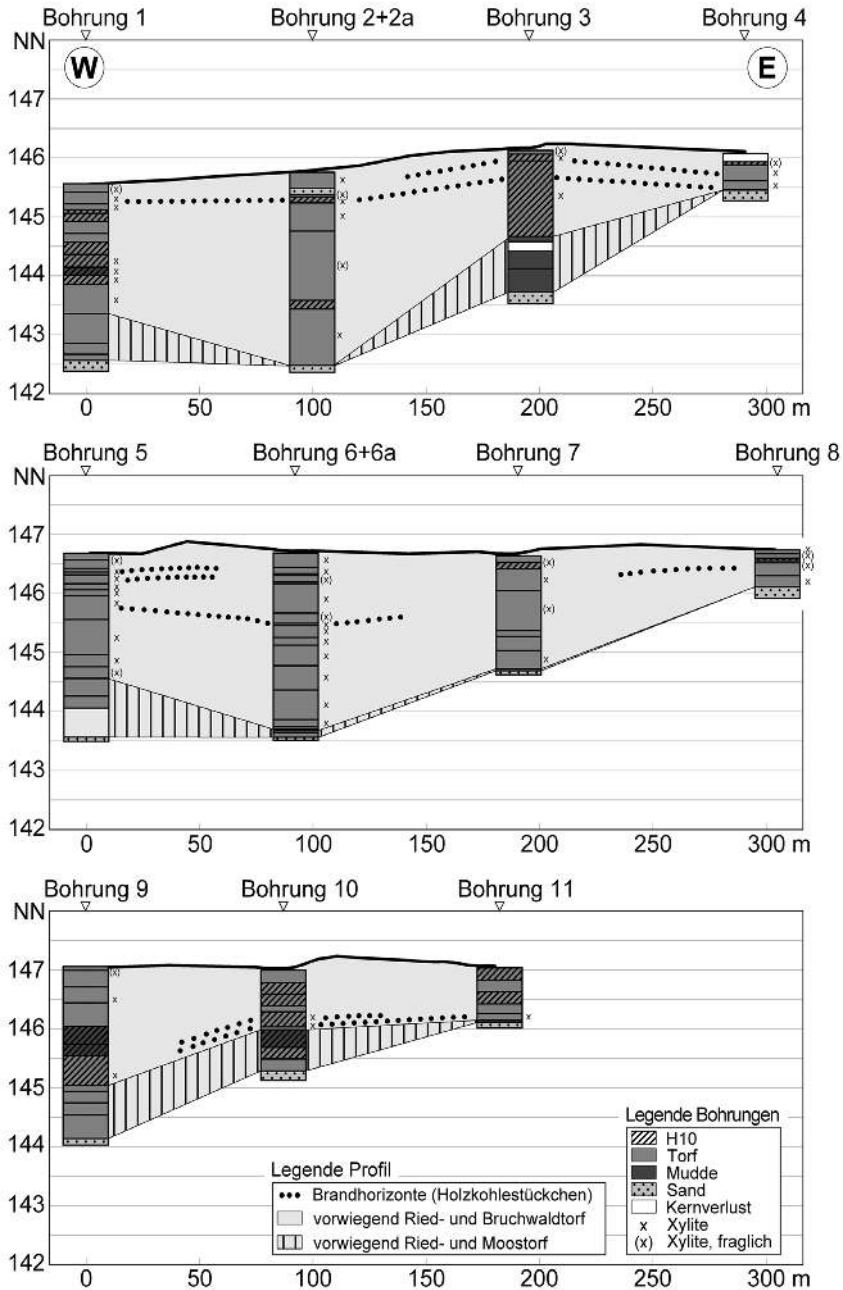 Bohrung 1 Bohrung 2+2a Bohrung 3 Bohrung 4
NN
W E
147
146
145
144
143
142
0 50 100 150 200 250 300 m
Bohrung 5 Bohrung 6+6a Bohrung 7 Bohrung 8
NN
147
146
145
144
143
142
0 50 100 150 200 250 300 m
Bohrung 9 Bohrung 10 Bohrung 11
NN
147
146
145
144
143
142
0 50 100 150 200 250 300 m
Legende Profil
Brandhorizonte (Holzkohlestückchen)
vorwiegend Ried- und Bruchwaldtorf
vorwiegend Ried- und Moostorf
Legende Bohrungen
H10
Torf
Mudde
Sand
Kernverlust
x Xylite
(x) Xylite, fraglich